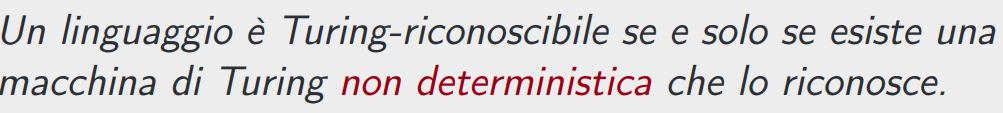 Un linguaggio è Turing-riconoscibile se e solo se esiste una
macchina di Turing non deterministica che lo riconosce.